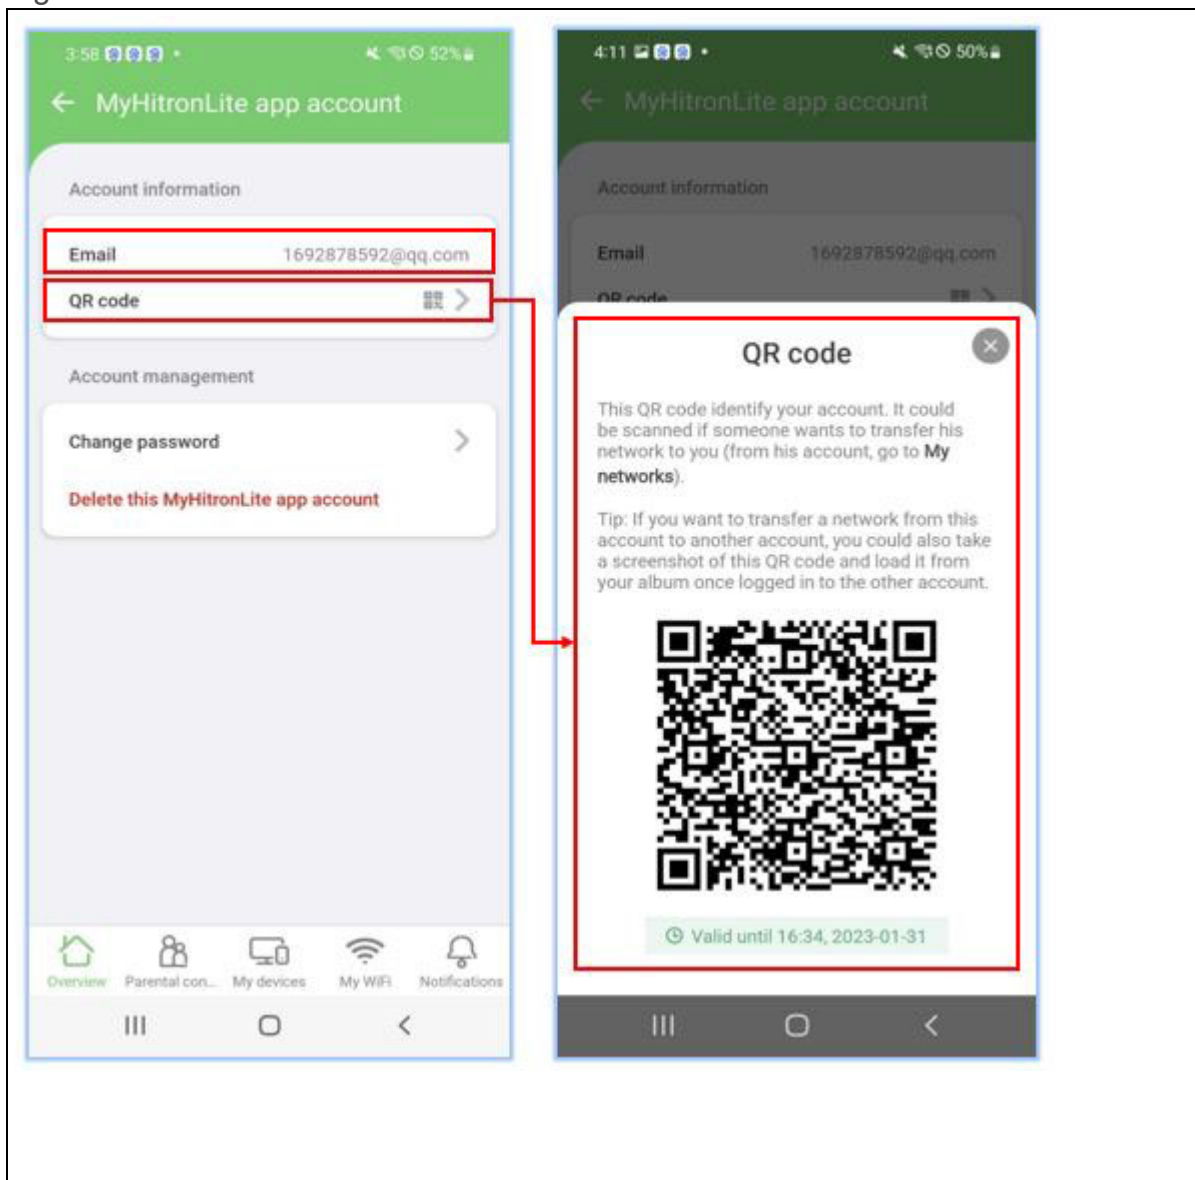 3:58
52%
MyHitronLite app account
Account information
Email 1692878592@qq.com
QR code
Account management
Change password
Delete this MyHitronLite app account
Overview Parental con... My devices My WiFi Notifications
4:11
50%
MyHitronLite app account
Account information
Email 1692878592@qq.com
QR code
QR code
This QR code identify your account. It could
be scanned if someone wants to transfer his
network to you (from his account, go to My
networks).
Tip: If you want to transfer a network from this
account to another account, you could also take
a screenshot of this QR code and load it from
your album once logged in to the other account.
Valid until 16:34, 2023-01-31